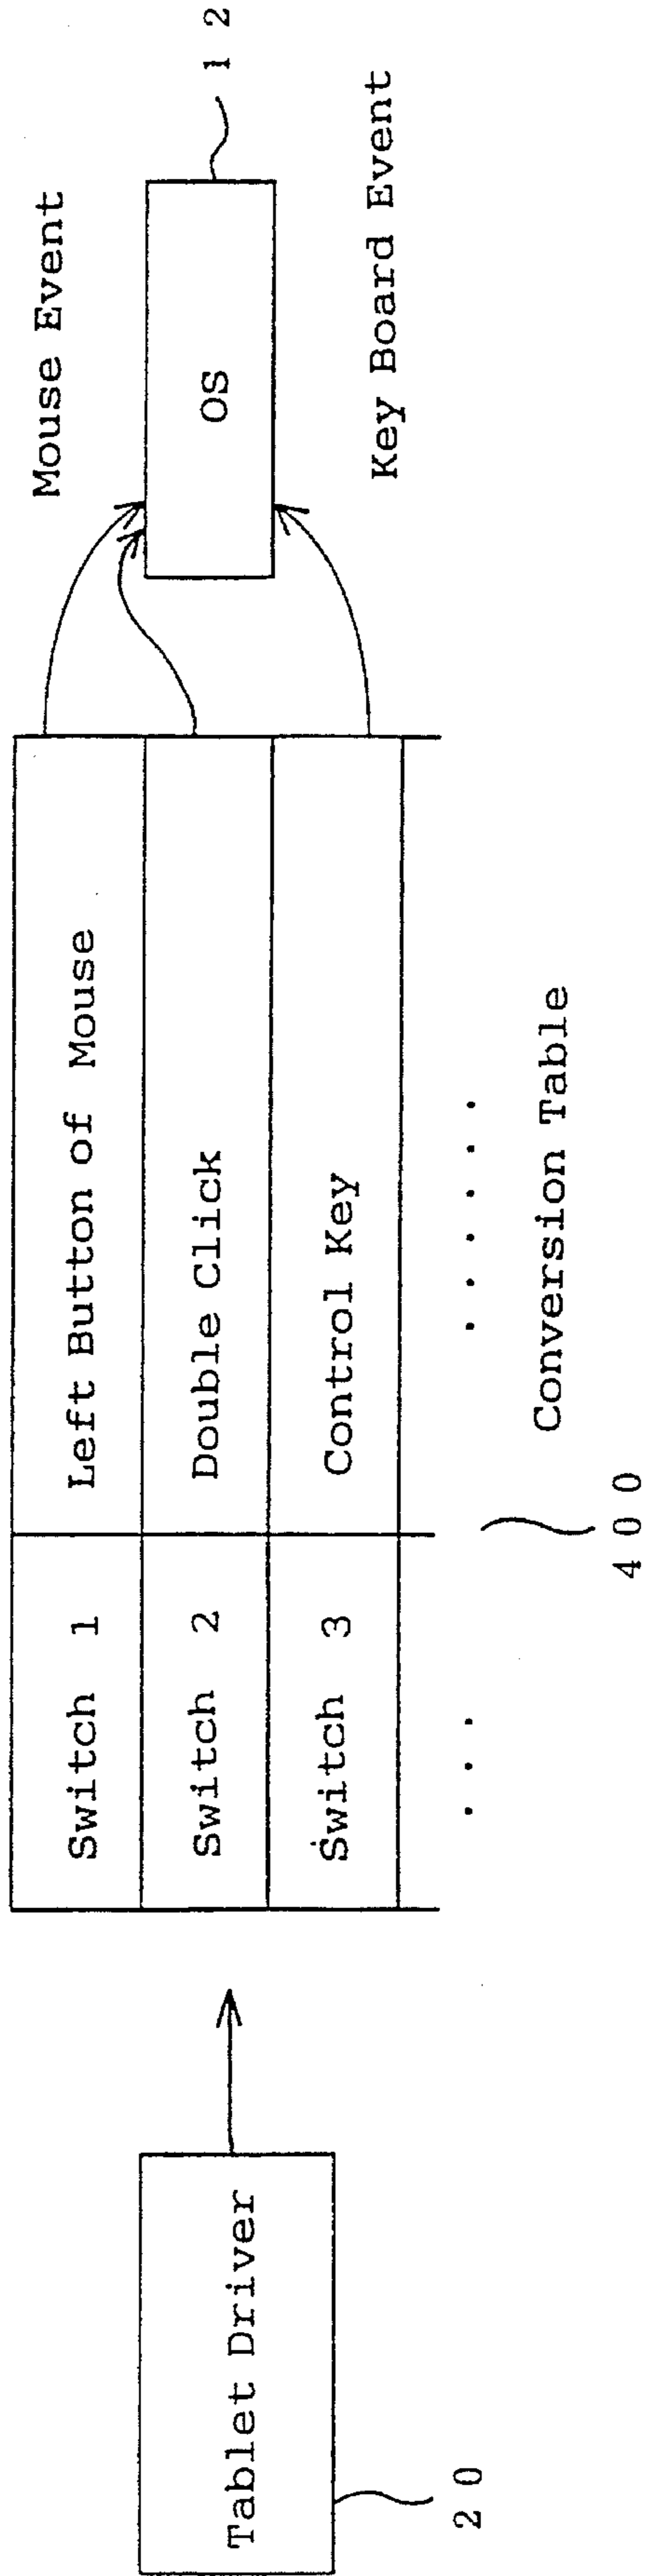 Tablet Driver
20
Switch 1
Left Button of Mouse
Switch 2
Double Click
Switch 3
Control Key
. . .
. . . . . .
Conversion Table
400
Mouse Event
OS
12
Key Board Event